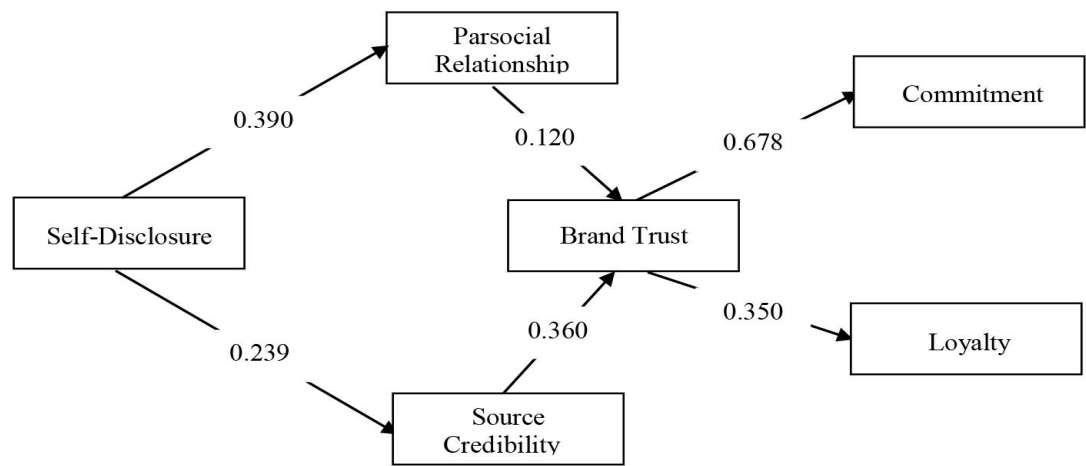 Parsocial
Relationship
Commitment
0.390
0.120
0.678
Self-Disclosure
Brand Trust
0.239
0.360
0.350
Loyalty
Source
Credibility